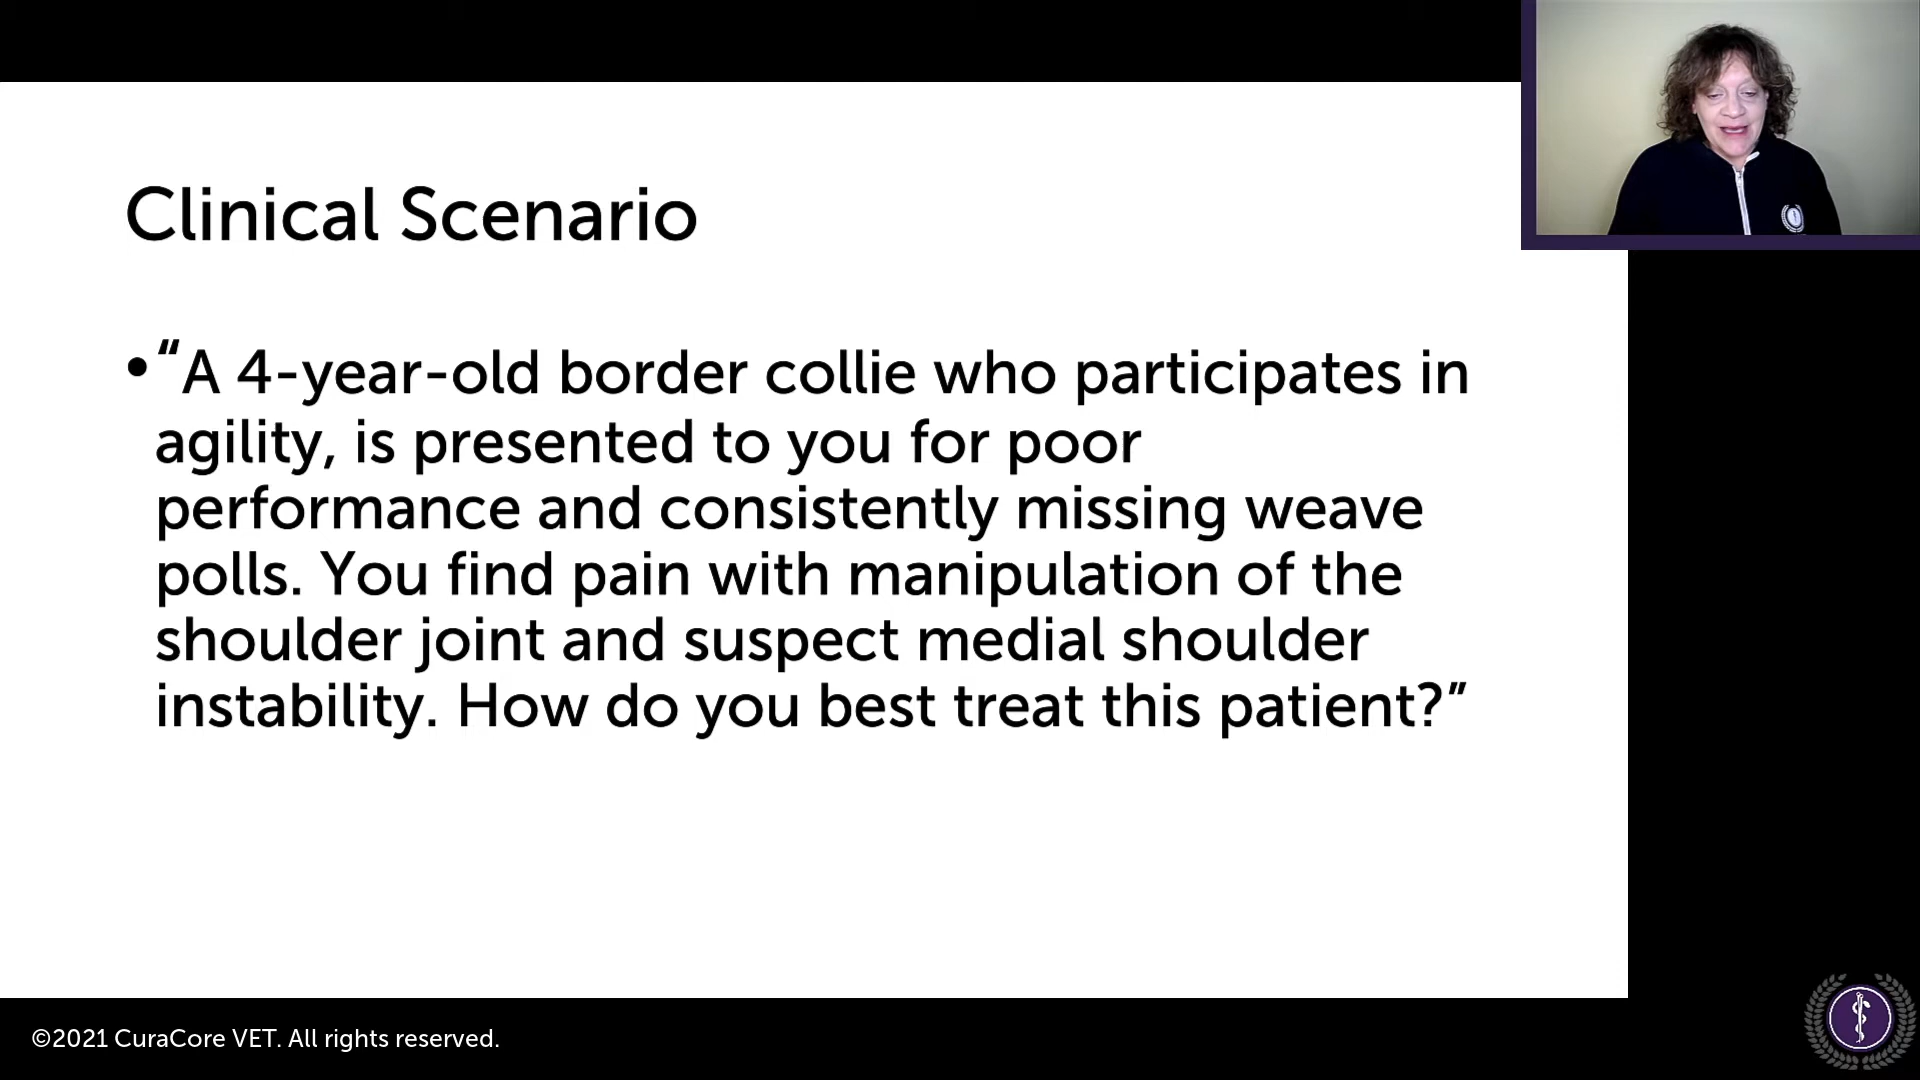 Clinical Scenario
• “A 4-year-old border collie who participates in
agility, is presented to you for poor
performance and consistently missing weave
polls. You find pain with manipulation of the
shoulder joint and suspect medial shoulder
instability. How do you best treat this patient?”
©2021 CuraCore VET. All rights reserved.